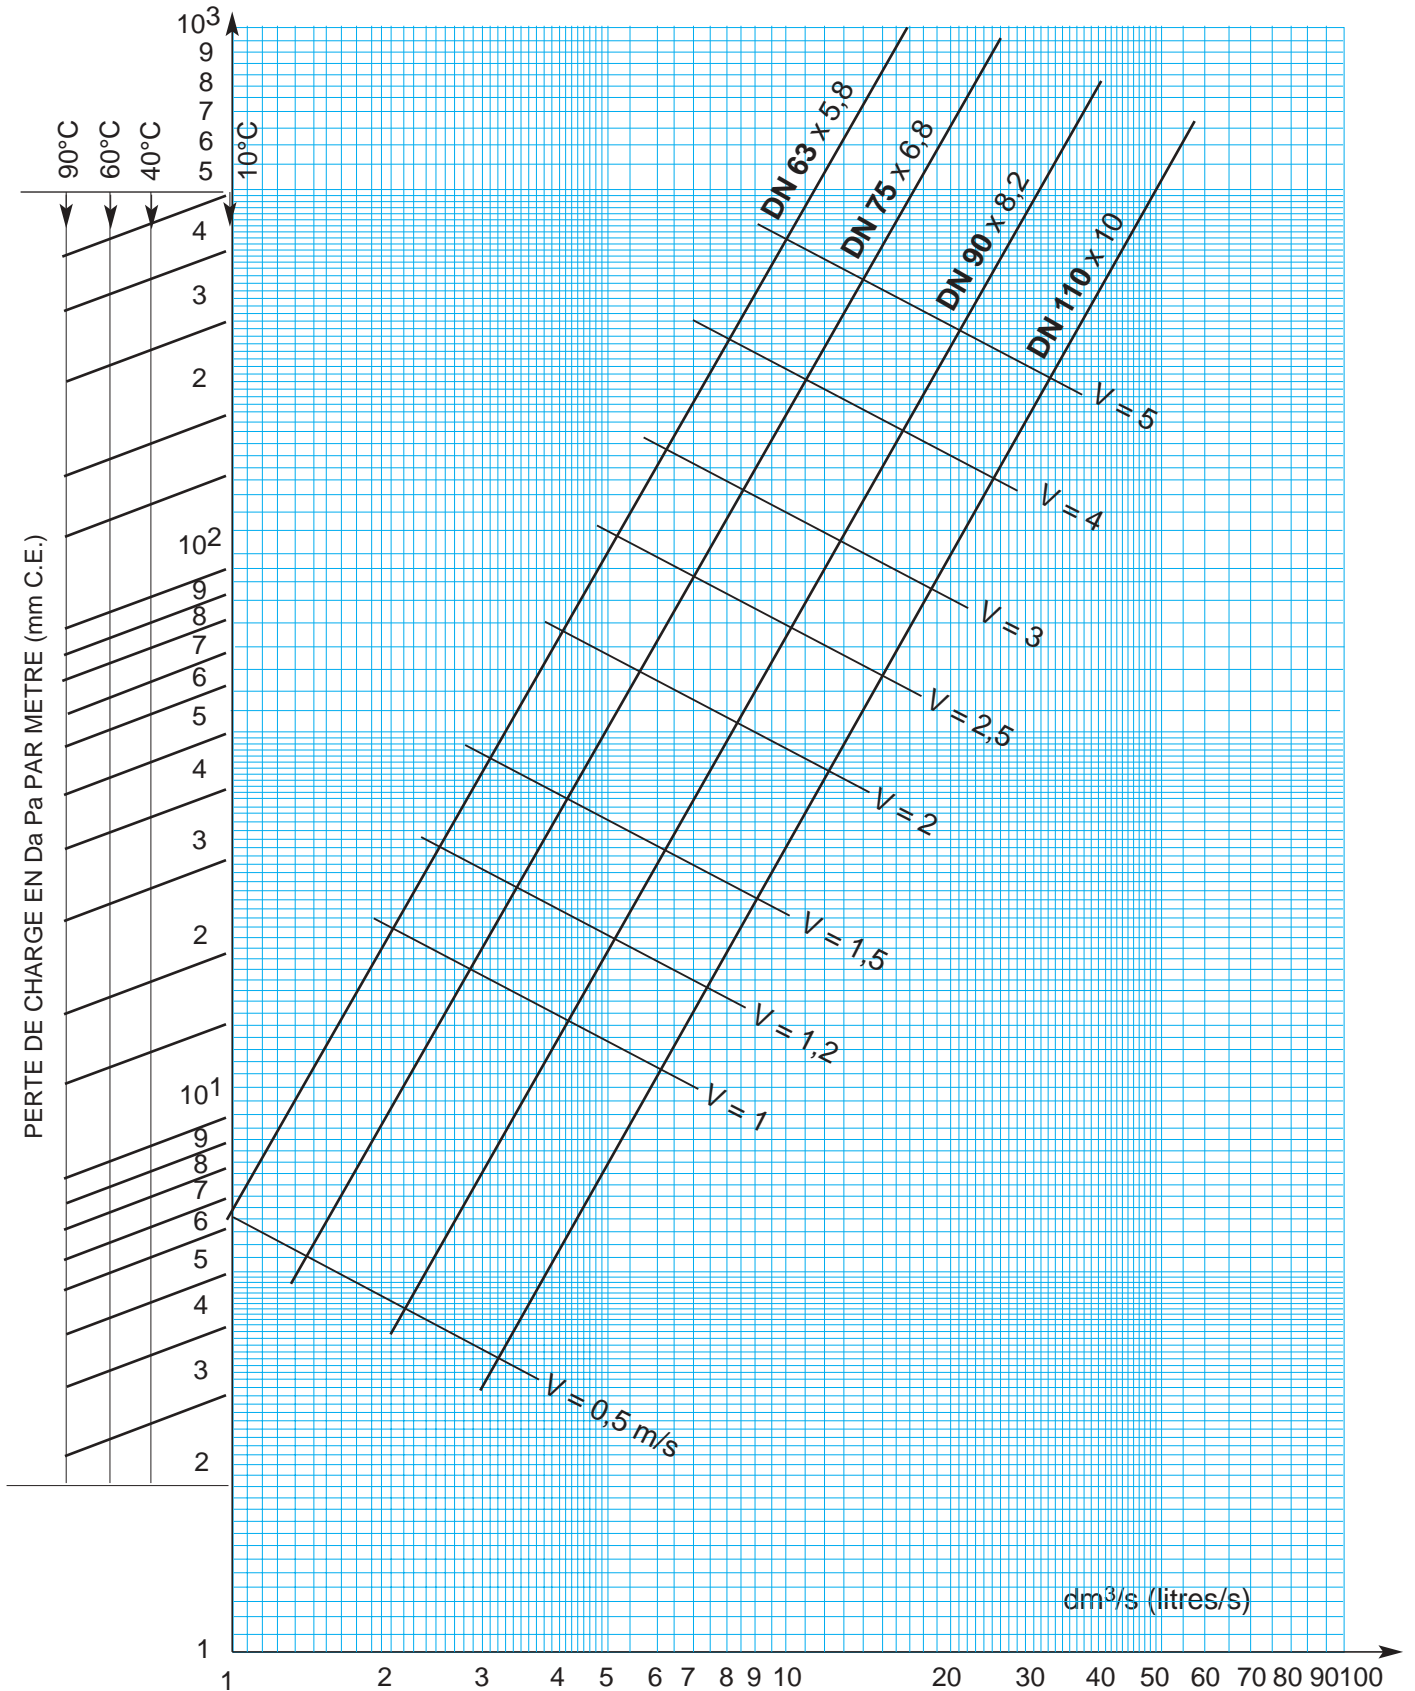 10³
9
8
7
6
5
4
3
2
10²
9
8
7
6
5
4
3
2
10¹
9
8
7
6
5
4
3
2
1
90°C
60°C
40°C
10°C
PERTE DE CHARGE EN Da Pa PAR METRE (mm C.E.)
DN 63 x 5,8
DN 75 x 6,8
DN 90 x 8,2
DN 110 x 10
V = 5
V = 4
V = 3
V = 2,5
V = 2
V = 1,5
V = 1,2
V = 1
V = 0,5 m/s
dm³/s (litres/s)
1 2 3 4 5 6 7 8 9 10 20 30 40 50 60 70 80 90 100